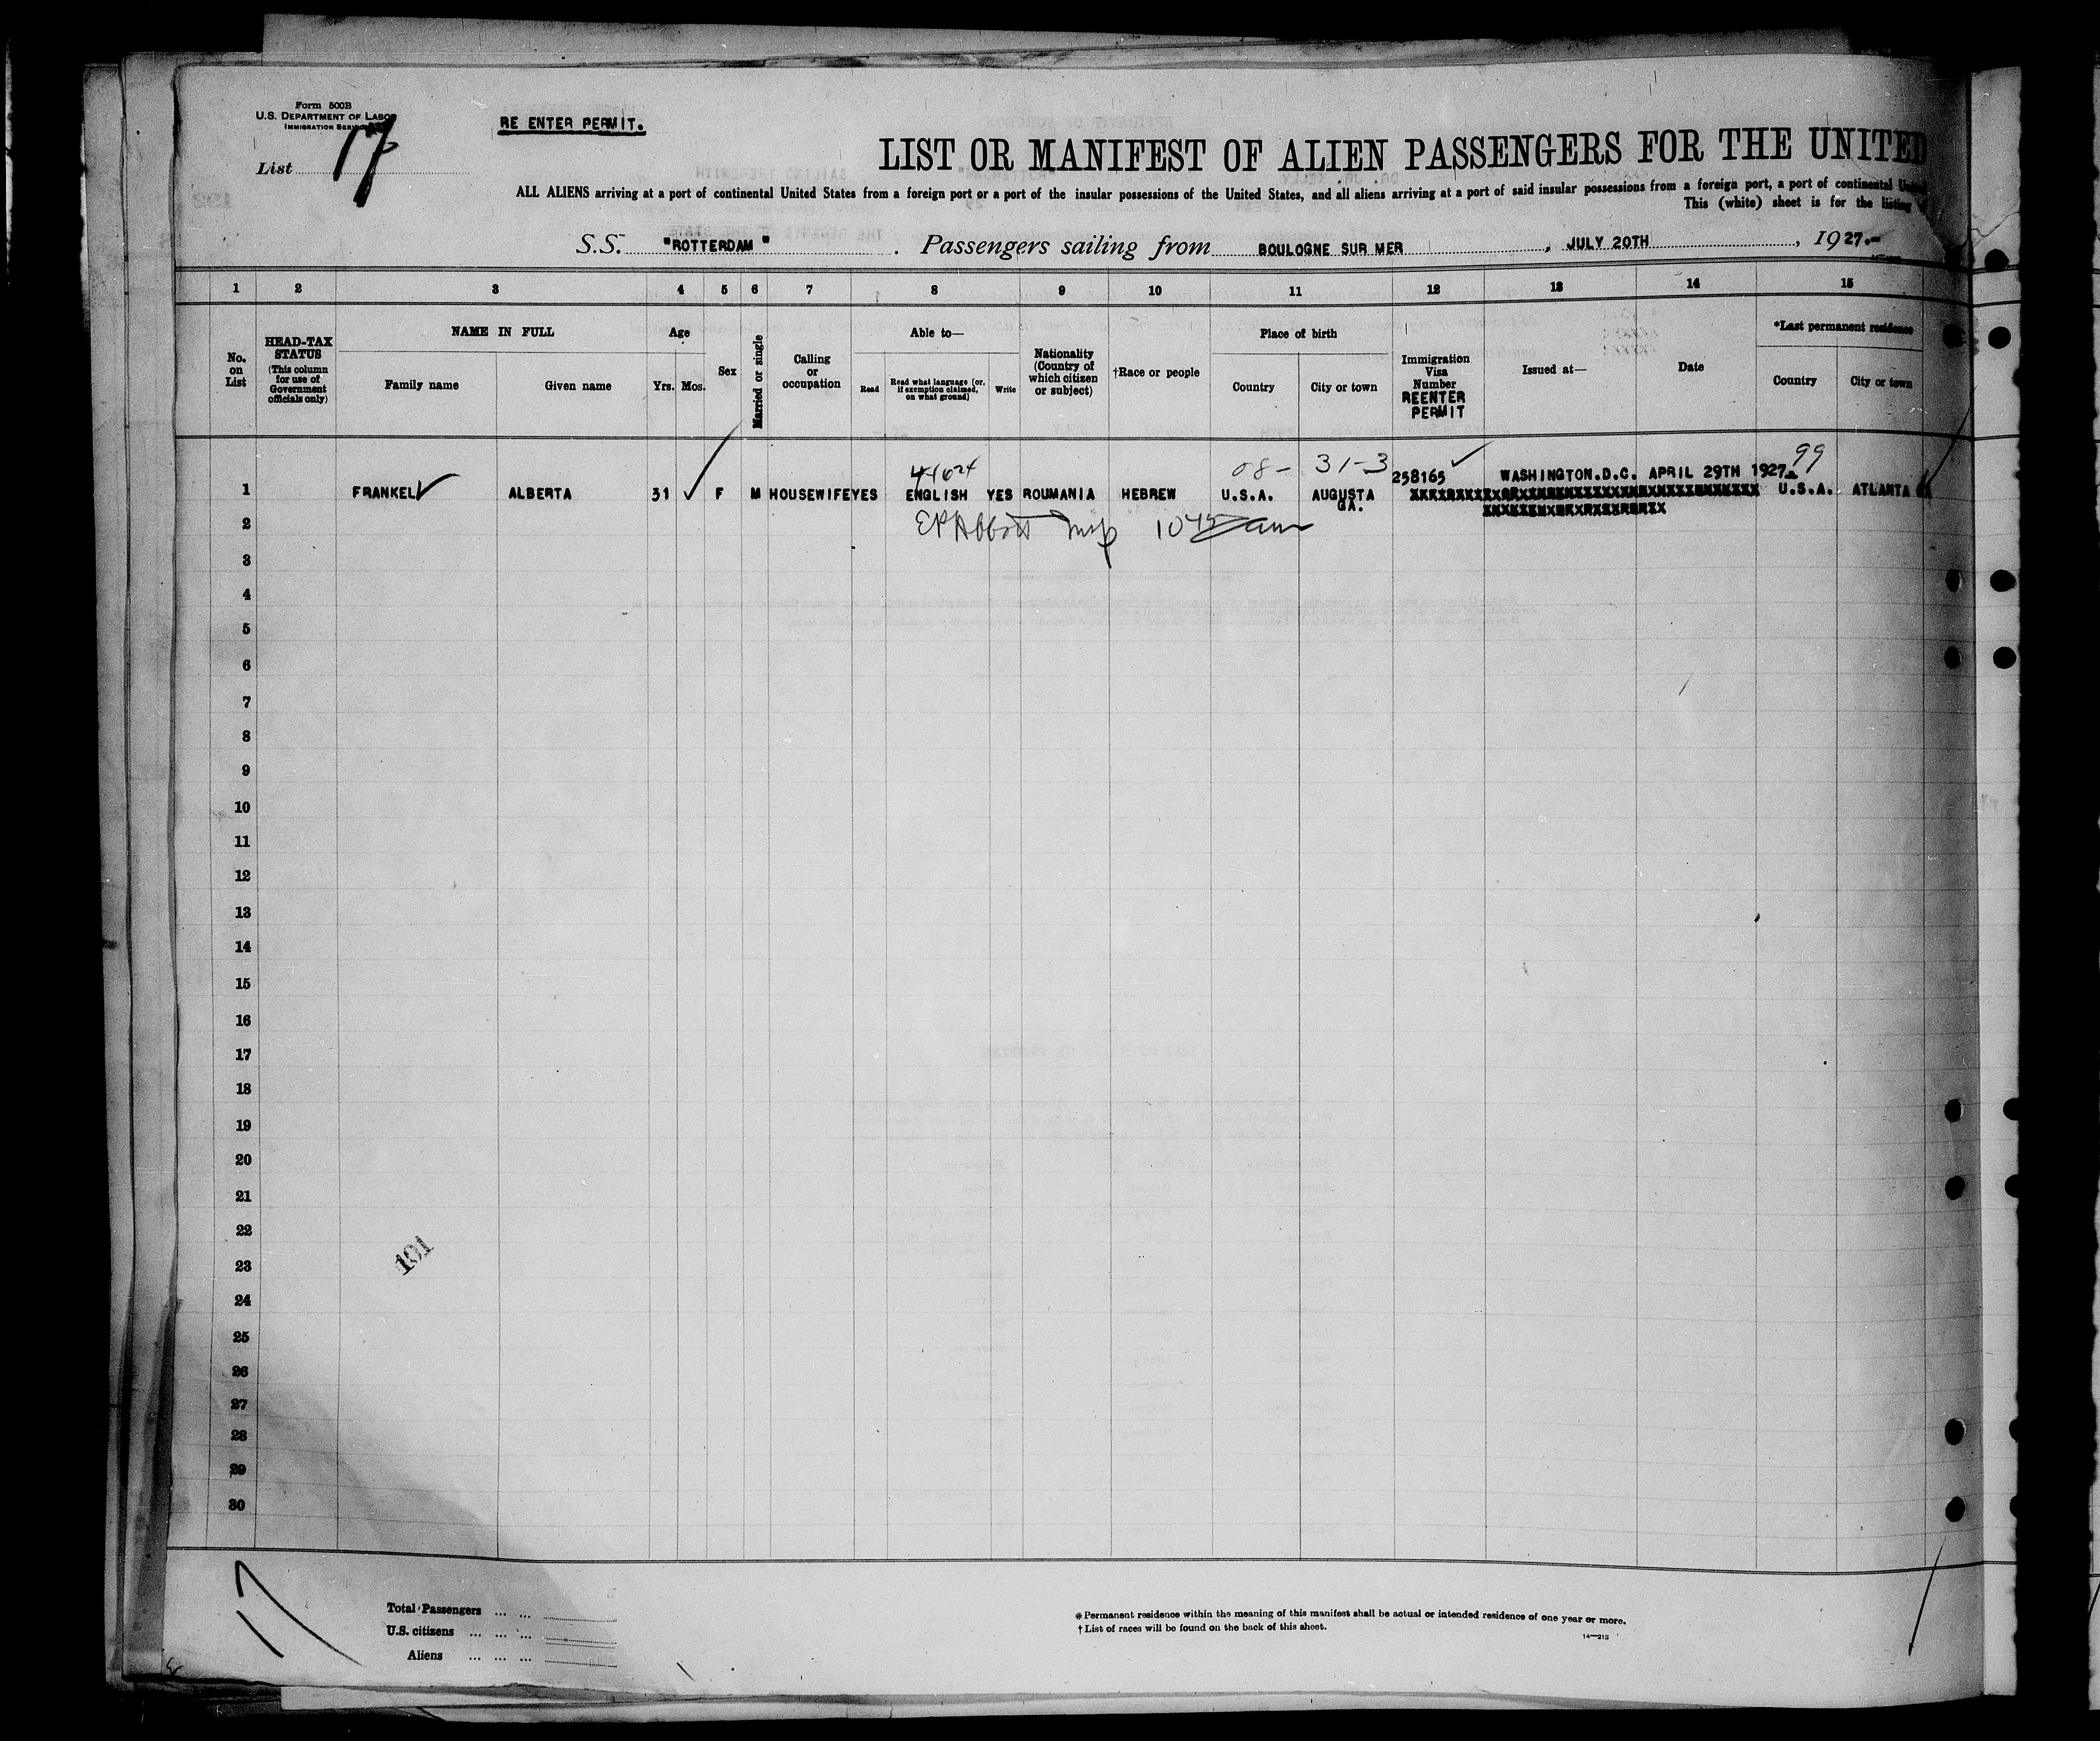 Form 500B
U.S. DEPARTMENT OF LABOR
IMMIGRATION
List 17
RE ENTER PERMIT.
LIST OR MANIFEST OF ALIEN PASSENGERS FOR THE UNITED
ALL ALIENS arriving at a port of continental United States from a foreign port or a port of the insular possessions of the United States, and all aliens arriving at a port of said insular possessions from a foreign port, a port of continental United
This (white) sheet is for the listing
S.S. "ROTTERDAM" . Passengers sailing from BOULOGNE SUR MER , JULY 20TH , 1927.-
1 2 3 4 5 6 7 8 9 10 11 12 13 14 15
No. on List
HEAD-TAX STATUS (This column for use of Government officials only)
NAME IN FULL
Family name Given name
Age
Yrs. Mos.
Sex
Married or single
Calling or occupation
Able to—
Read Read what language (or, if exemption claimed, on what ground) Write
Nationality (Country of which citizen or subject)
†Race or people
Place of birth
Country City or town
Immigration Visa Number REENTER PERMIT
Issued at—
Date
*Last permanent residence
Country City or town
08- 31-3 99
1 FRANKEL ALBERTA 31 F M HOUSEWIFE YES ENGLISH YES ROUMANIA HEBREW U.S.A. AUGUSTA GA. 258165 WASHINGTON.D.C. APRIL 29TH 1927. U.S.A. ATLANTA
2
3
4
5
6
7
8
9
10
11
12
13
14
15
16
17
18
19
20
21
22
23
24
25
26
27
28
29
30
101
17
Total Passengers ... ...
U.S. citizens ... ... ...
Aliens ... ... ...
* Permanent residence within the meaning of this manifest shall be actual or intended residence of one year or more.
† List of races will be found on the back of this sheet.
14—213